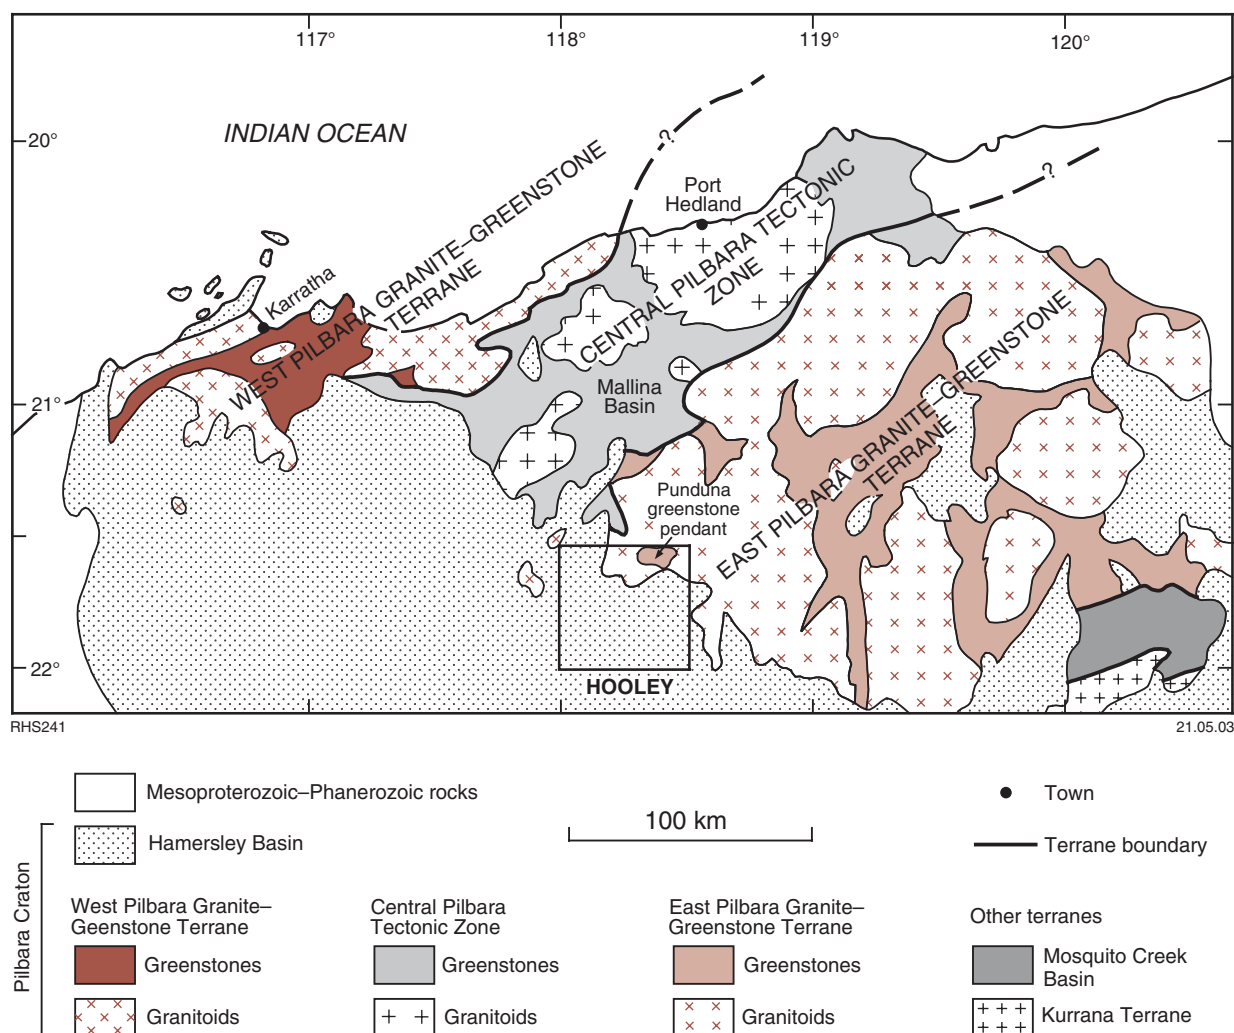 117°
118°
119°
120°
20°
21°
22°
INDIAN OCEAN
?
?
Port
Hedland
Karratha
WEST PILBARA GRANITE–GREENSTONE
TERRANE
CENTRAL PILBARA TECTONIC
ZONE
Mallina
Basin
EAST PILBARA GRANITE–GREENSTONE
TERRANE
Punduna
greenstone
pendant
HOOLEY
RHS241
21.05.03
Mesoproterozoic–Phanerozoic rocks
Hamersley Basin
100 km
Town
Terrane boundary
Pilbara Craton
West Pilbara Granite–
Geenstone Terrane
Greenstones
Granitoids
Central Pilbara
Tectonic Zone
Greenstones
Granitoids
East Pilbara Granite–
Greenstone Terrane
Greenstones
Granitoids
Other terranes
Mosquito Creek
Basin
Kurrana Terrane